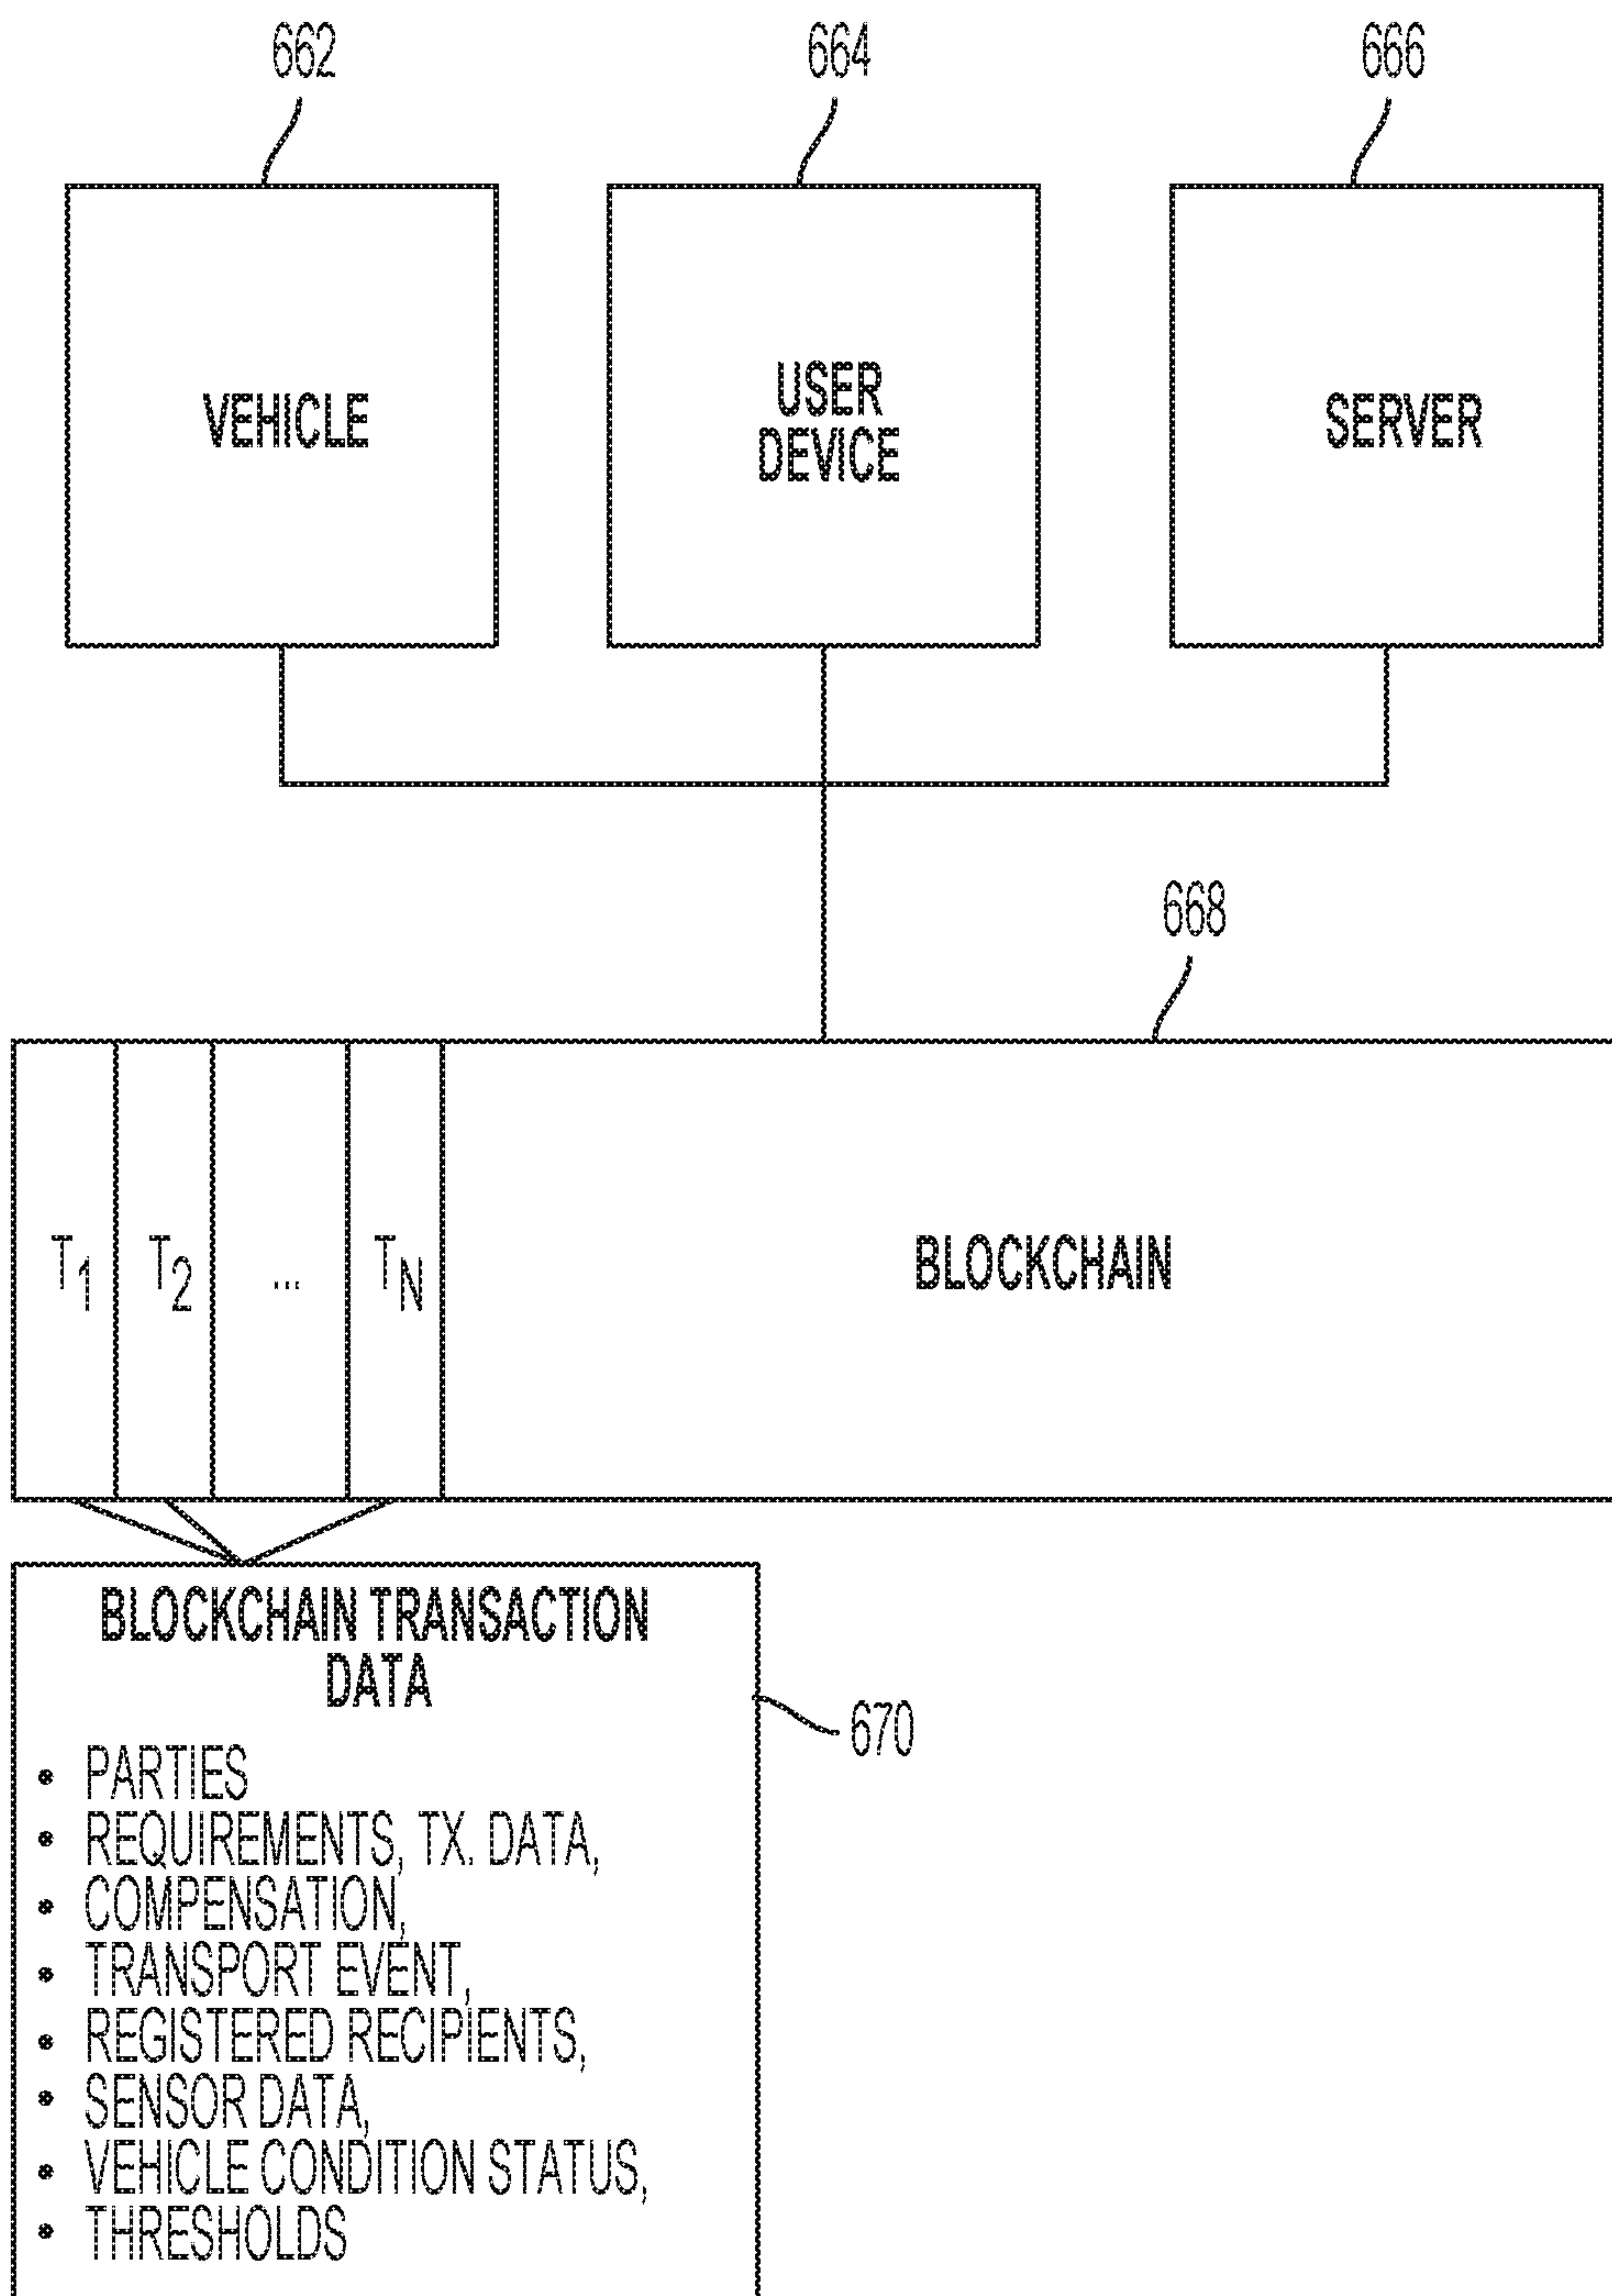 662
664
666
VEHICLE
USER
DEVICE
SERVER
668
T1
T2
...
TN
BLOCKCHAIN
BLOCKCHAIN TRANSACTION
DATA
670
• PARTIES
• REQUIREMENTS, TX. DATA,
• COMPENSATION,
• TRANSPORT EVENT,
• REGISTERED RECIPIENTS,
• SENSOR DATA,
• VEHICLE CONDITION STATUS,
• THRESHOLDS